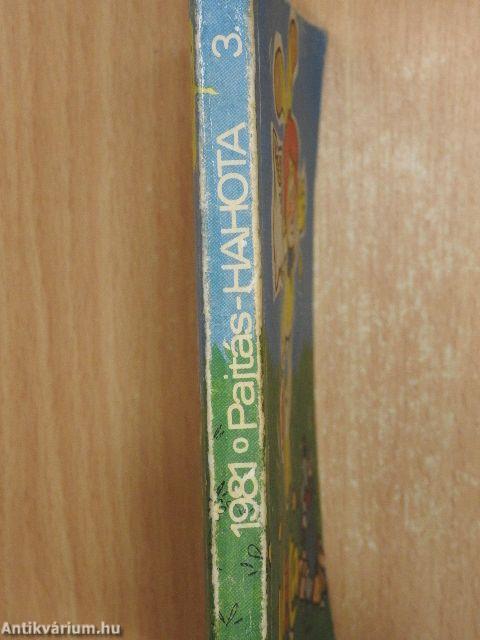 1981 o Pajtás-HAHOTA 3.
Antikvárium.hu